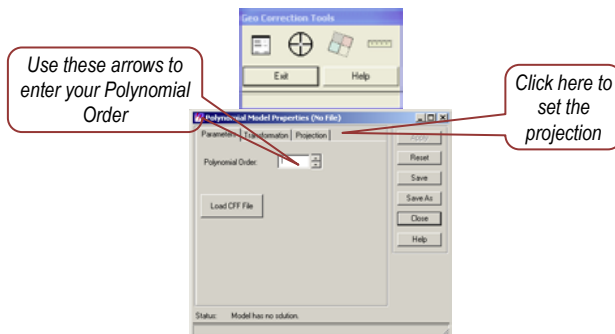 Geo Correction Tools
Exit
Help
Use these arrows to
enter your Polynomial
Order
Click here to
set the
projection
Polynomial Model Properties (No File)
Parameters
Transformation
Projection
Polynomial Order:
Load CFF File
Apply
Reset
Save
Save As
Close
Help
Status:
Model has no solution.